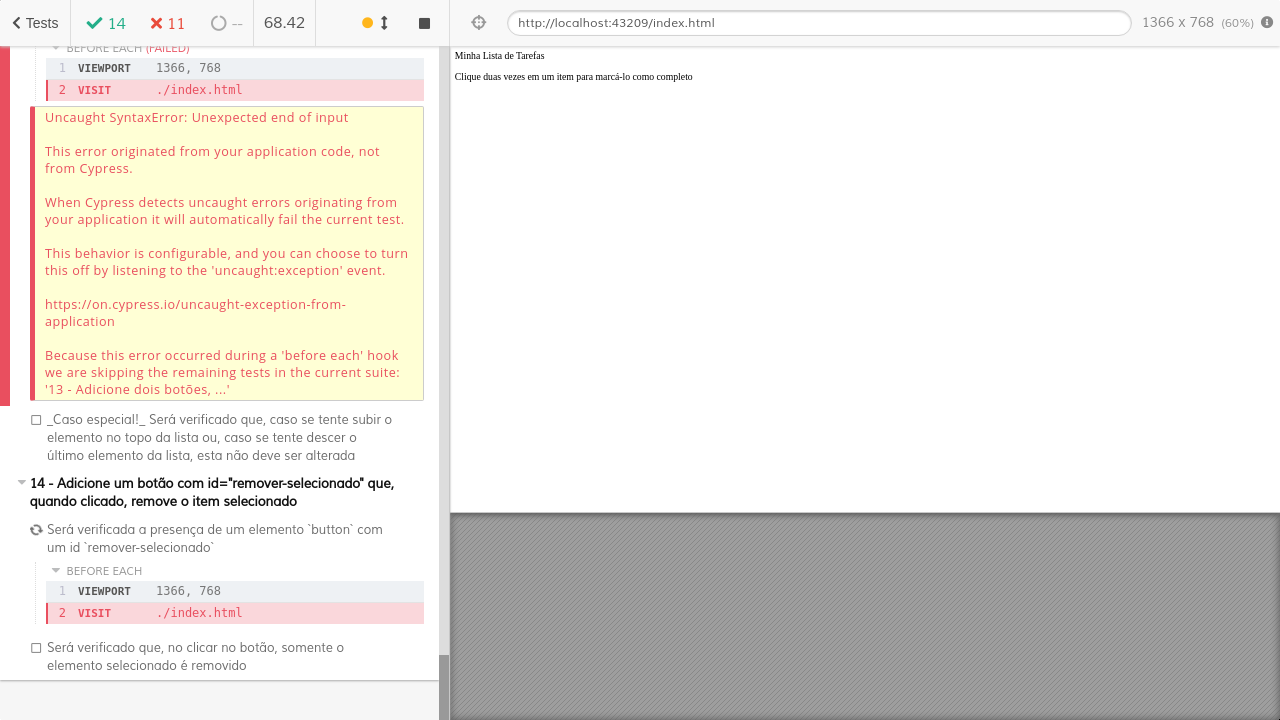 Tests
14
11
--
68.42
http://localhost:43209/index.html
1366 x 768 (60%)
BEFORE EACH (FAILED)
1 VIEWPORT 1366, 768
2 VISIT ./index.html
Uncaught SyntaxError: Unexpected end of input
This error originated from your application code, not
from Cypress.
When Cypress detects uncaught errors originating from
your application it will automatically fail the current test.
This behavior is configurable, and you can choose to turn
this off by listening to the 'uncaught:exception' event.
https://on.cypress.io/uncaught-exception-from-
application
Because this error occurred during a 'before each' hook
we are skipping the remaining tests in the current suite:
'13 - Adicione dois botões, ...'
_Caso especial!_ Será verificado que, caso se tente subir o
elemento no topo da lista ou, caso se tente descer o
último elemento da lista, esta não deve ser alterada
14 - Adicione um botão com id="remover-selecionado" que,
quando clicado, remove o item selecionado
Será verificada a presença de um elemento `button` com
um id `remover-selecionado`
BEFORE EACH
1 VIEWPORT 1366, 768
2 VISIT ./index.html
Será verificado que, no clicar no botão, somente o
elemento selecionado é removido
Minha Lista de Tarefas
Clique duas vezes em um item para marcá-lo como completo